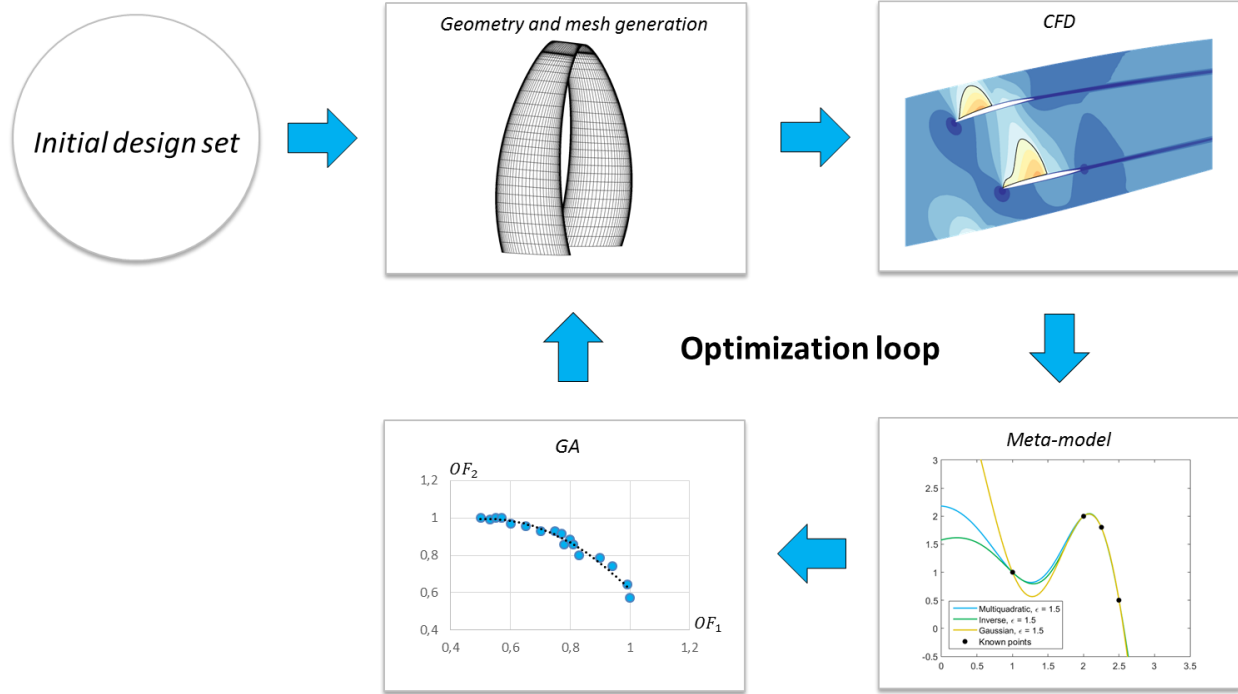 Geometry and mesh generation
CFD
Initial design set
Optimization loop
GA
OF₂
1,2
1
0,8
0,6
0,4
0,4 0,6 0,8 1 1,2
OF₁
Meta-model
3
2.5
2
1.5
1
0.5
0
-0.5
Multiquadratic, ϵ = 1.5
Inverse, ϵ = 1.5
Gaussian, ϵ = 1.5
Known points
0 0.5 1 1.5 2 2.5 3 3.5